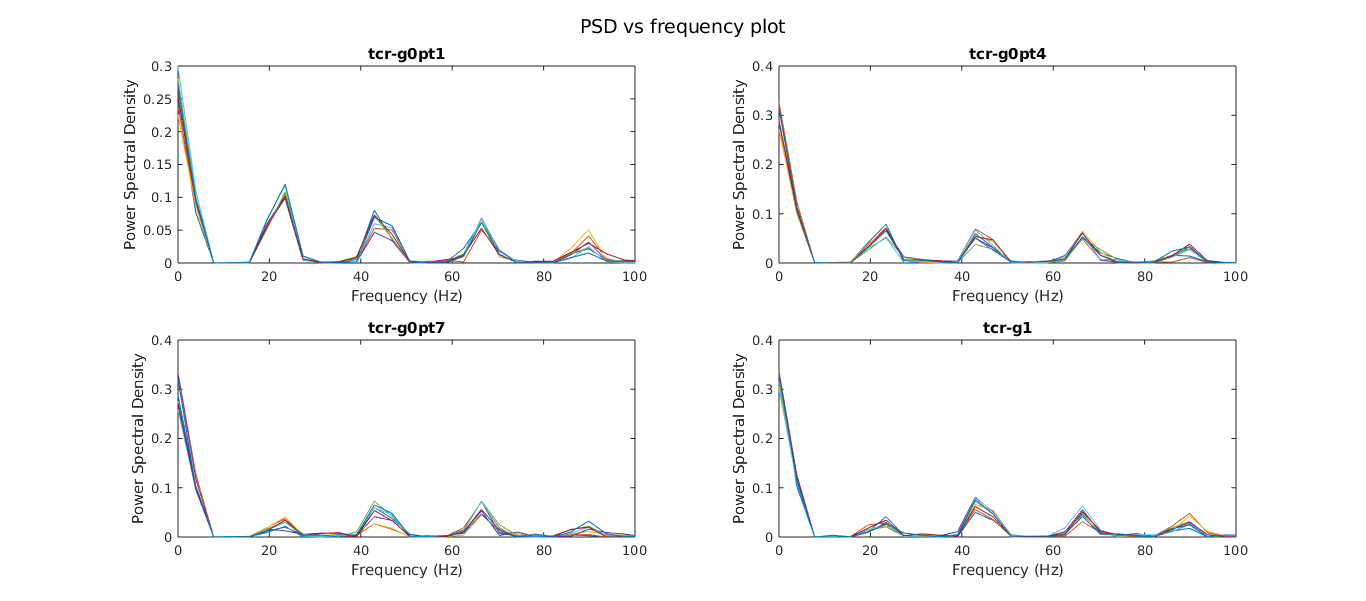 PSD vs frequency plot
tcr-g0pt1
Power Spectral Density
0.3
0.25
0.2
0.15
0.1
0.05
0
0 20 40 60 80 100
Frequency (Hz)
tcr-g0pt4
Power Spectral Density
0.4
0.3
0.2
0.1
0
0 20 40 60 80 100
Frequency (Hz)
tcr-g0pt7
Power Spectral Density
0.4
0.3
0.2
0.1
0
0 20 40 60 80 100
Frequency (Hz)
tcr-g1
Power Spectral Density
0.4
0.3
0.2
0.1
0
0 20 40 60 80 100
Frequency (Hz)